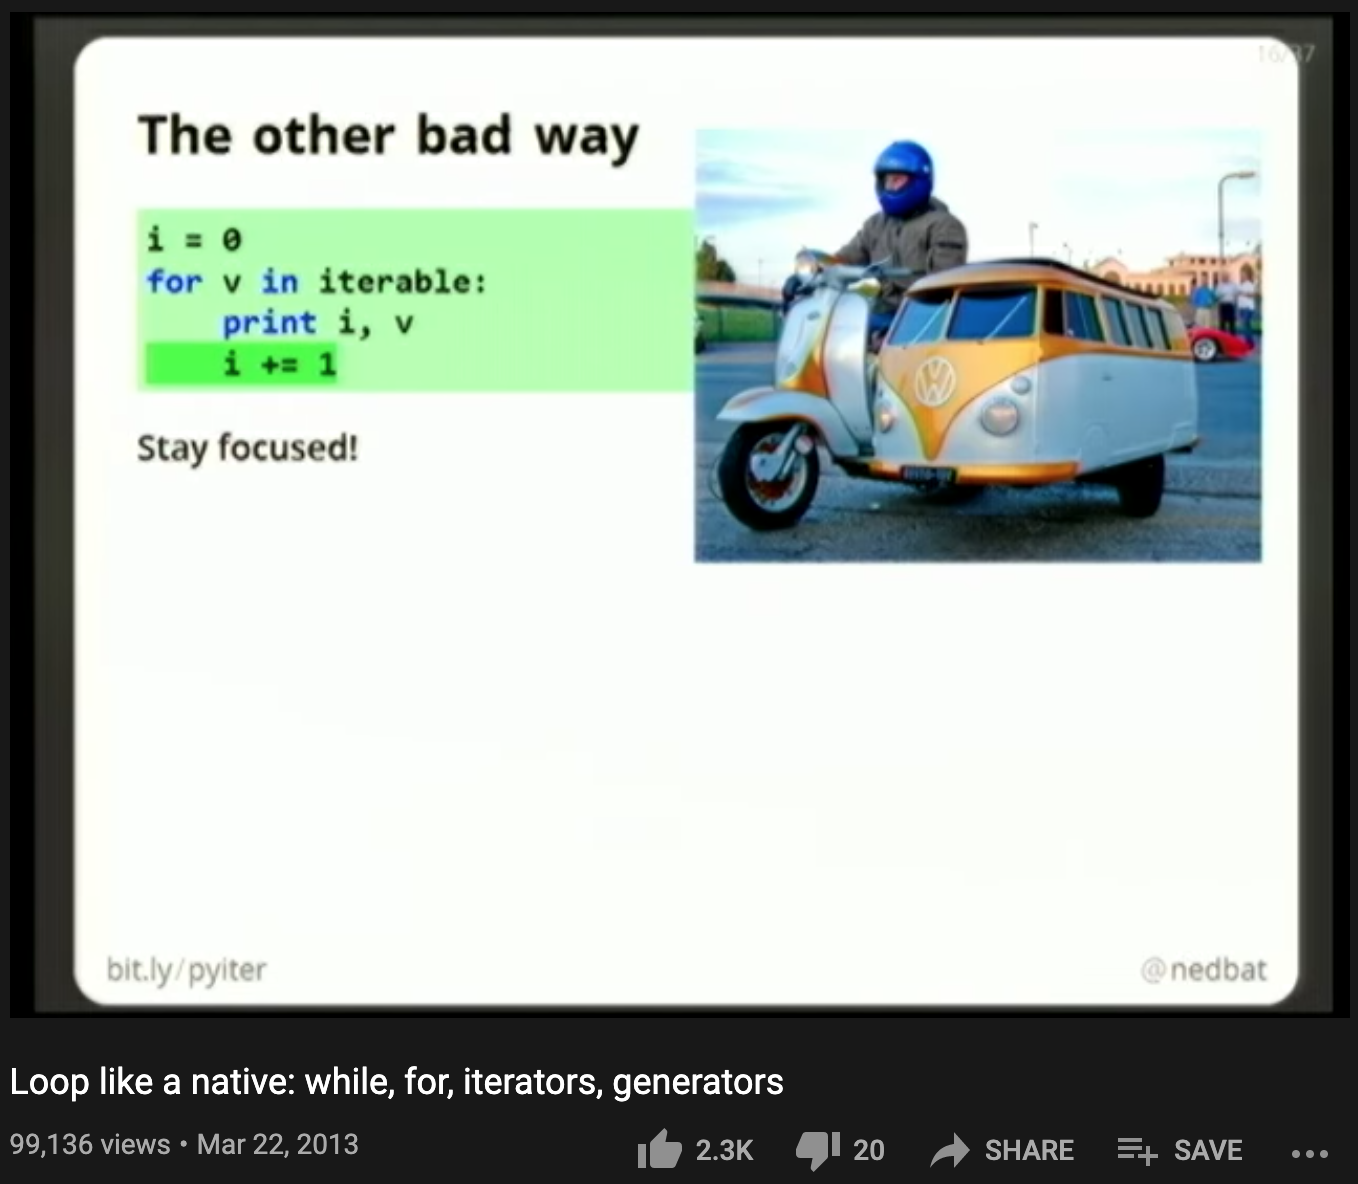 16/37
The other bad way
i = 0
for v in iterable:
    print i, v
    i += 1
Stay focused!
bit.ly/pyiter
@nedbat
Loop like a native: while, for, iterators, generators
99,136 views • Mar 22, 2013
2.3K
20
SHARE
SAVE